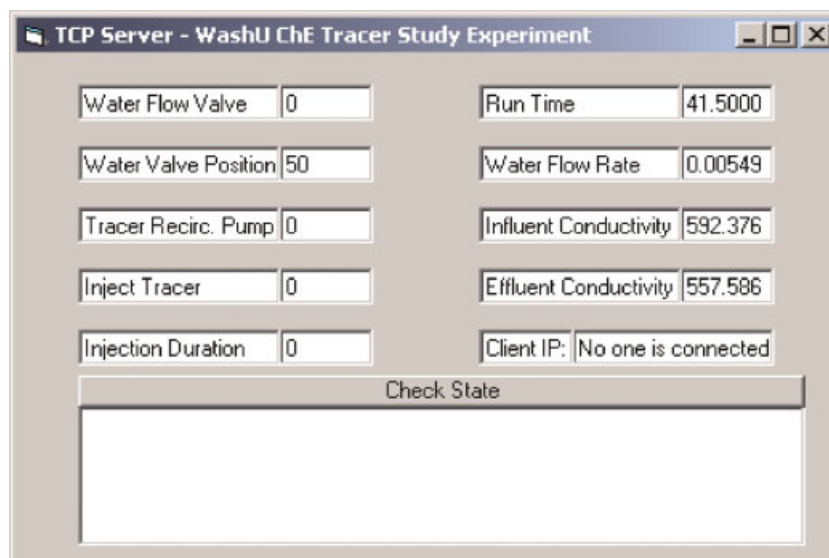 TCP Server - WashU ChE Tracer Study Experiment
Water Flow Valve 0
Run Time 41.5000
Water Valve Position 50
Water Flow Rate 0.00549
Tracer Recirc. Pump 0
Influent Conductivity 592.376
Inject Tracer 0
Effluent Conductivity 557.586
Injection Duration 0
Client IP: No one is connected
Check State